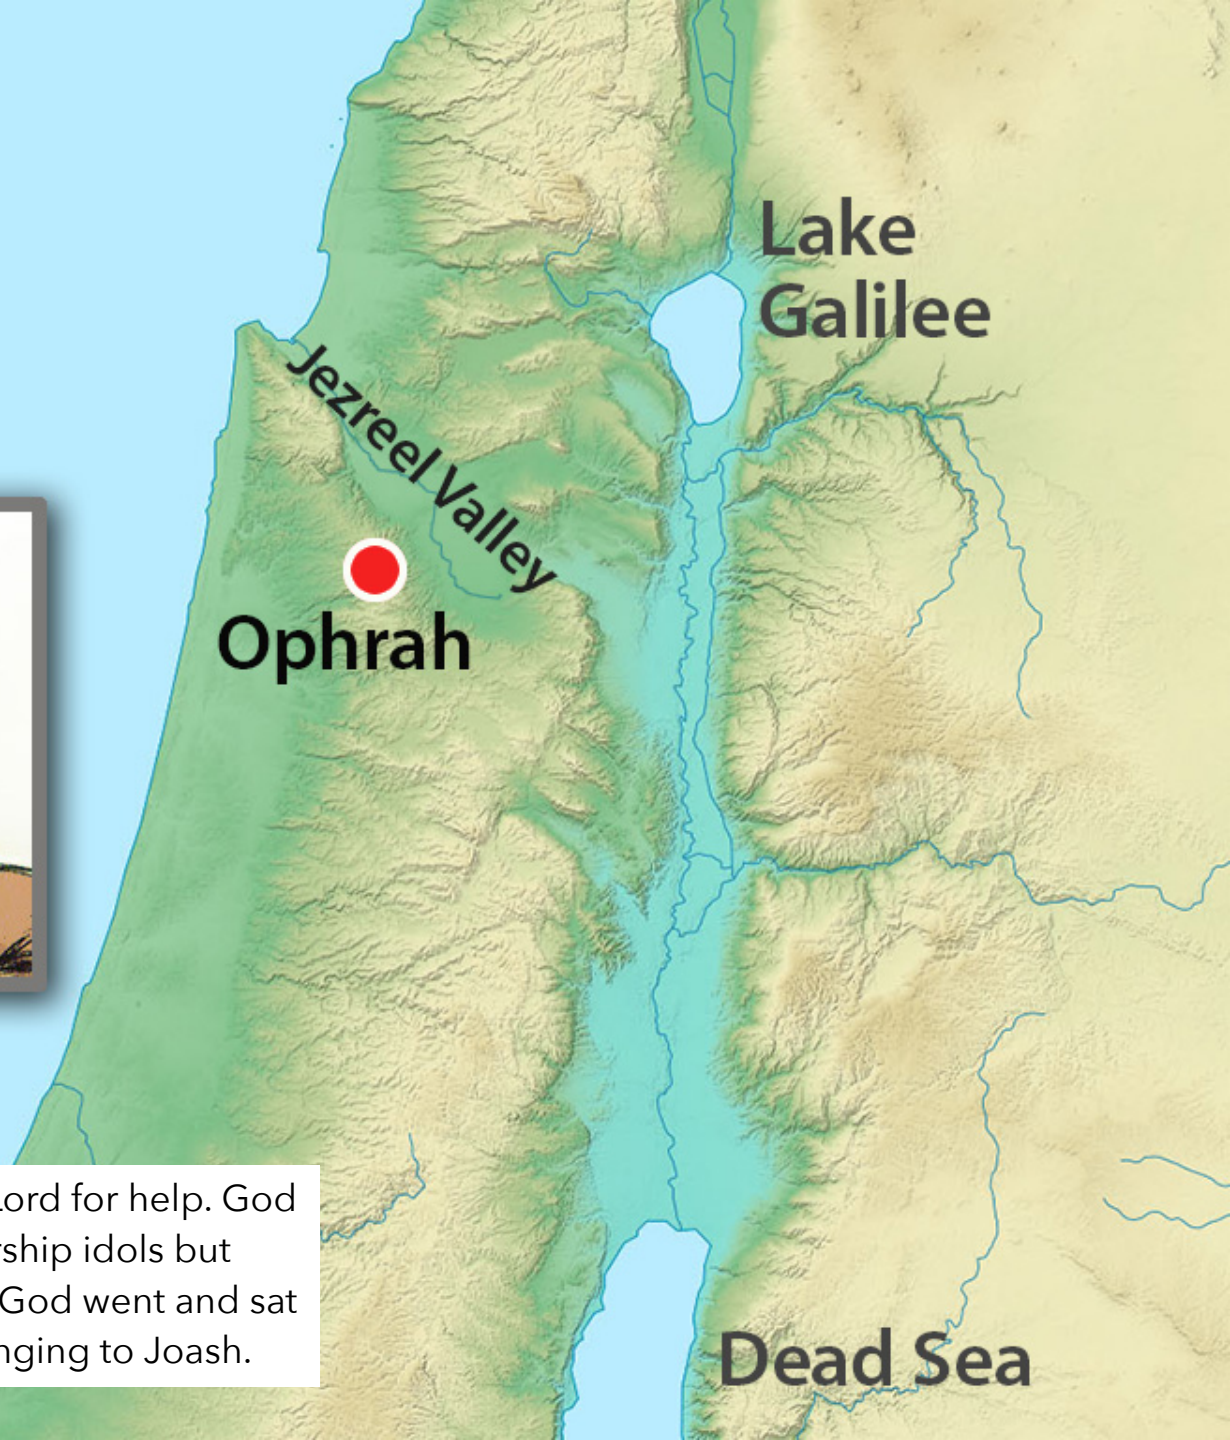 Lake
Galilee
Jezreel Valley
Ophrah
Lord for help. God
rship idols but
God went and sat
nging to Joash.
Dead Sea